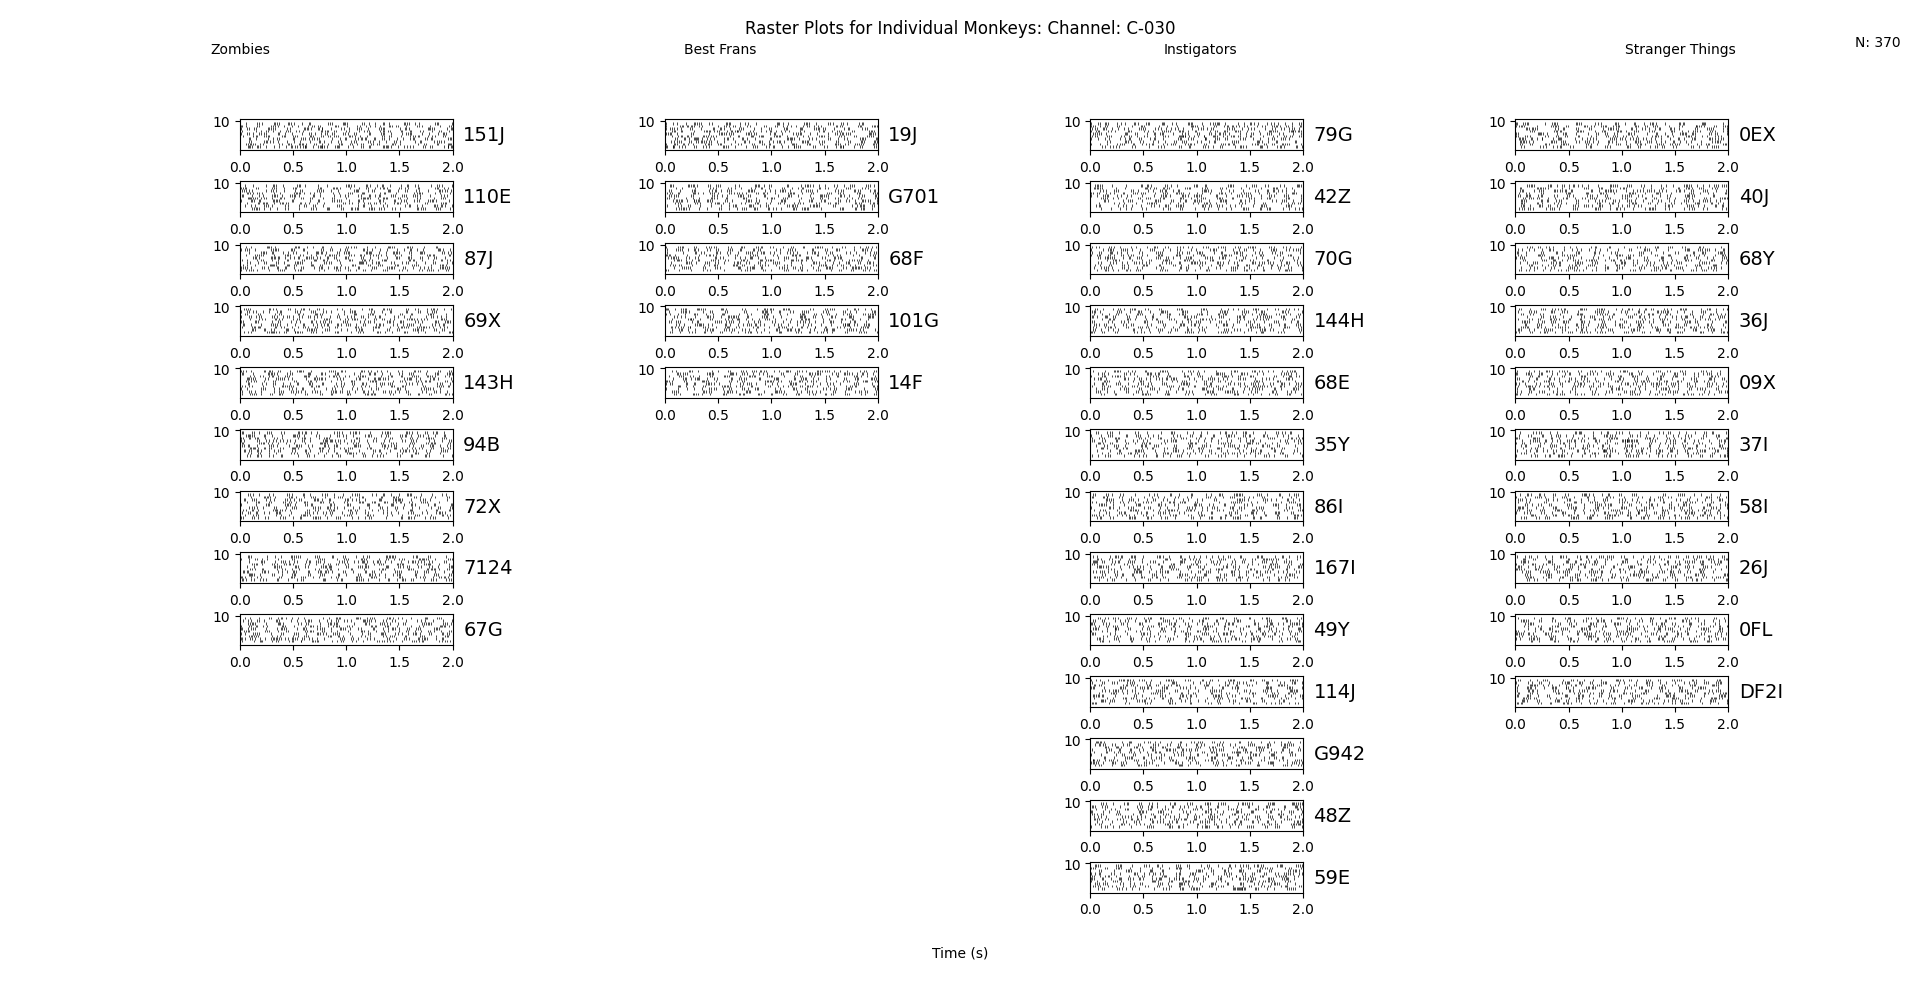 Raster Plots for Individual Monkeys: Channel: C-030
N: 370
Zombies Best Frans Instigators Stranger Things
10 151J 10 19J 10 79G 10 0EX
0.0 0.5 1.0 1.5 2.0 0.0 0.5 1.0 1.5 2.0 0.0 0.5 1.0 1.5 2.0 0.0 0.5 1.0 1.5 2.0
10 110E 10 G701 10 42Z 10 40J
0.0 0.5 1.0 1.5 2.0 0.0 0.5 1.0 1.5 2.0 0.0 0.5 1.0 1.5 2.0 0.0 0.5 1.0 1.5 2.0
10 87J 10 68F 10 70G 10 68Y
0.0 0.5 1.0 1.5 2.0 0.0 0.5 1.0 1.5 2.0 0.0 0.5 1.0 1.5 2.0 0.0 0.5 1.0 1.5 2.0
10 69X 10 101G 10 144H 10 36J
0.0 0.5 1.0 1.5 2.0 0.0 0.5 1.0 1.5 2.0 0.0 0.5 1.0 1.5 2.0 0.0 0.5 1.0 1.5 2.0
10 143H 10 14F 10 68E 10 09X
0.0 0.5 1.0 1.5 2.0 0.0 0.5 1.0 1.5 2.0 0.0 0.5 1.0 1.5 2.0 0.0 0.5 1.0 1.5 2.0
10 94B 10 35Y 10 37I
0.0 0.5 1.0 1.5 2.0 0.0 0.5 1.0 1.5 2.0 0.0 0.5 1.0 1.5 2.0
10 72X 10 86I 10 58I
0.0 0.5 1.0 1.5 2.0 0.0 0.5 1.0 1.5 2.0 0.0 0.5 1.0 1.5 2.0
10 7124 10 167I 10 26J
0.0 0.5 1.0 1.5 2.0 0.0 0.5 1.0 1.5 2.0 0.0 0.5 1.0 1.5 2.0
10 67G 10 49Y 10 0FL
0.0 0.5 1.0 1.5 2.0 0.0 0.5 1.0 1.5 2.0 0.0 0.5 1.0 1.5 2.0
10 114J 10 DF2I
0.0 0.5 1.0 1.5 2.0 0.0 0.5 1.0 1.5 2.0
10 G942
0.0 0.5 1.0 1.5 2.0
10 48Z
0.0 0.5 1.0 1.5 2.0
10 59E
0.0 0.5 1.0 1.5 2.0
Time (s)